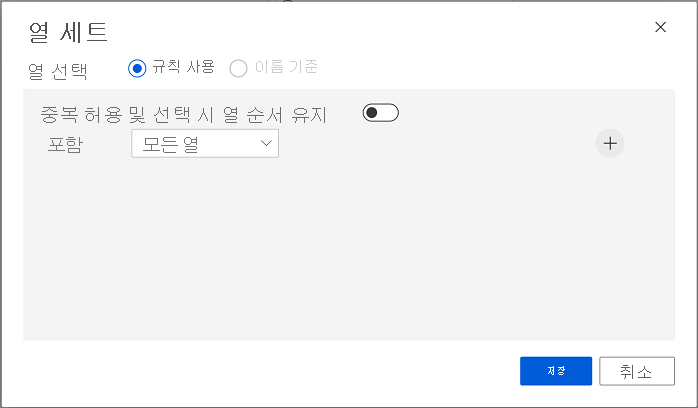 열 세트
열 선택 규칙 사용 이름 기준
중복 허용 및 선택 시 열 순서 유지
포함 모든 열
저장 취소